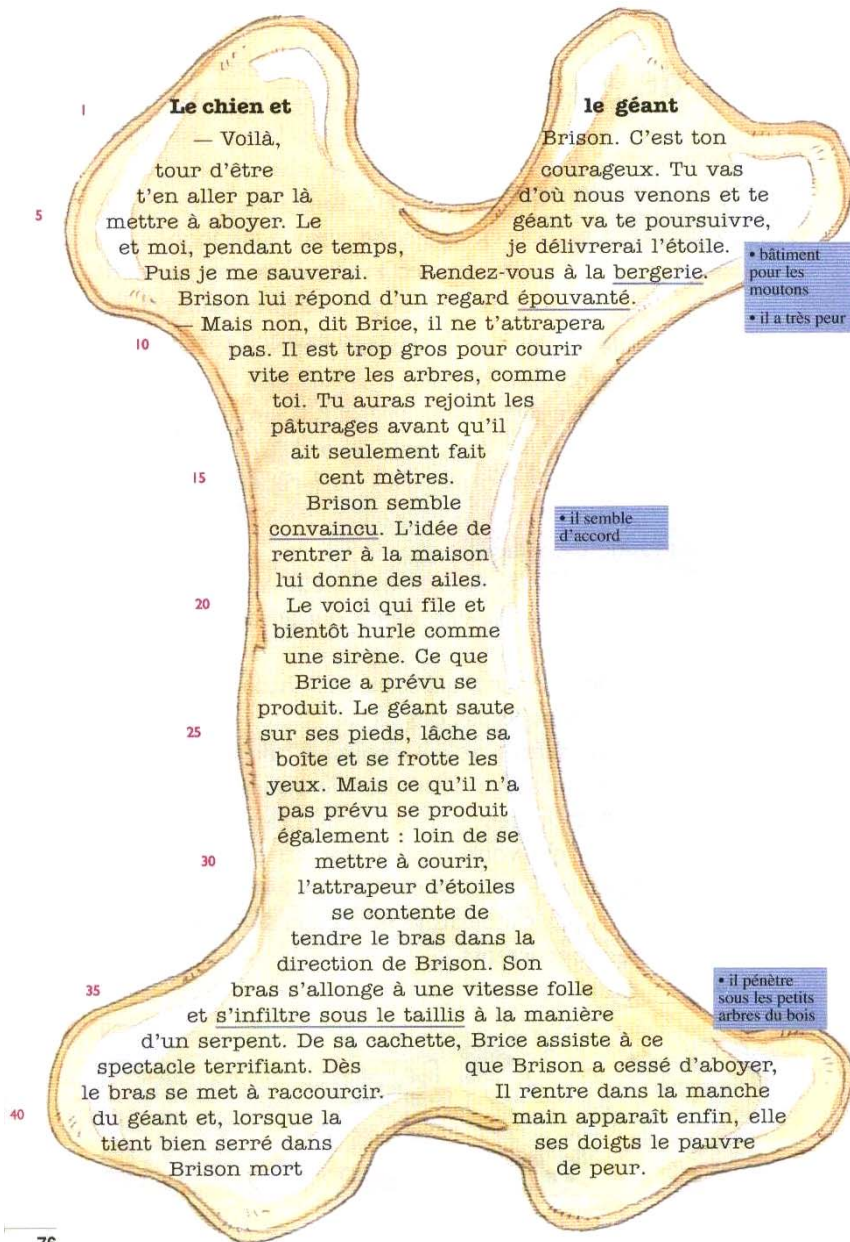 1
Le chien et le géant
— Voilà, Brison. C'est ton
tour d'être courageux. Tu vas
t'en aller par là d'où nous venons et te
5
mettre à aboyer. Le géant va te poursuivre,
et moi, pendant ce temps, je délivrerai l'étoile.
Puis je me sauverai. Rendez-vous à la bergerie.
• bâtiment
pour les
moutons
Brison lui répond d'un regard épouvanté.
• il a très peur
— Mais non, dit Brice, il ne t'attrapera
10
pas. Il est trop gros pour courir
vite entre les arbres, comme
toi. Tu auras rejoint les
pâturages avant qu'il
ait seulement fait
15
cent mètres.
Brison semble
convaincu. L'idée de
• il semble
d'accord
rentrer à la maison
lui donne des ailes.
20
Le voici qui file et
bientôt hurle comme
une sirène. Ce que
Brice a prévu se
produit. Le géant saute
25
sur ses pieds, lâche sa
boîte et se frotte les
yeux. Mais ce qu'il n'a
pas prévu se produit
également : loin de se
30
mettre à courir,
l'attrapeur d'étoiles
se contente de
tendre le bras dans la
direction de Brison. Son
35
bras s'allonge à une vitesse folle
et s'infiltre sous le taillis à la manière
• il pénètre
sous les petits
arbres du bois
d'un serpent. De sa cachette, Brice assiste à ce
spectacle terrifiant. Dès que Brison a cessé d'aboyer,
le bras se met à raccourcir. Il rentre dans la manche
40
du géant et, lorsque la main apparaît enfin, elle
tient bien serré dans ses doigts le pauvre
Brison mort de peur.
76